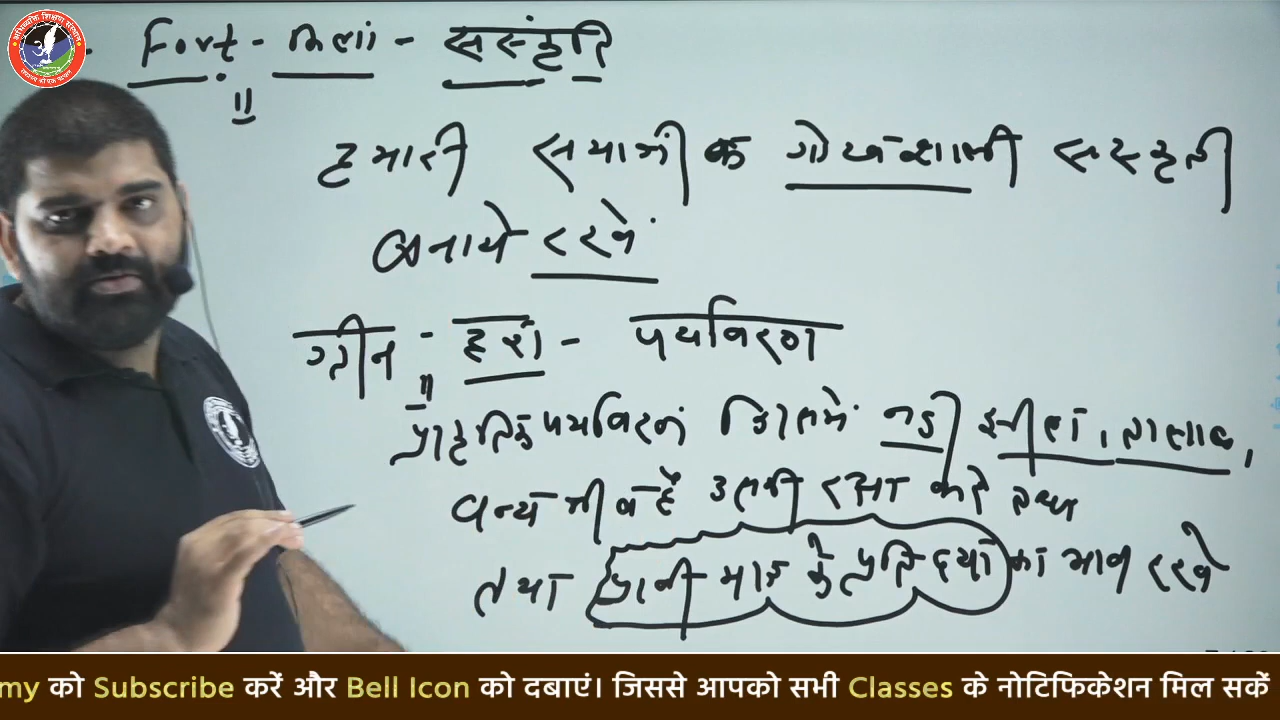 Fort - किला - संस्कृति
हमारी सामासिक गौरवशाली संस्कृति
बनाये रखें
ग्रीन - हरा - पर्यावरण
प्राकृतिक पर्यावरण जिसमें नदी झीलां, तालाब,
वन्य जीव है उसकी रक्षा करे तथा
तथा प्रानी मात्र के प्रति दया का भाव रखे
my को Subscribe करें और Bell Icon को दबाएं। जिससे आपको सभी Classes के नोटिफिकेशन मिल सकें